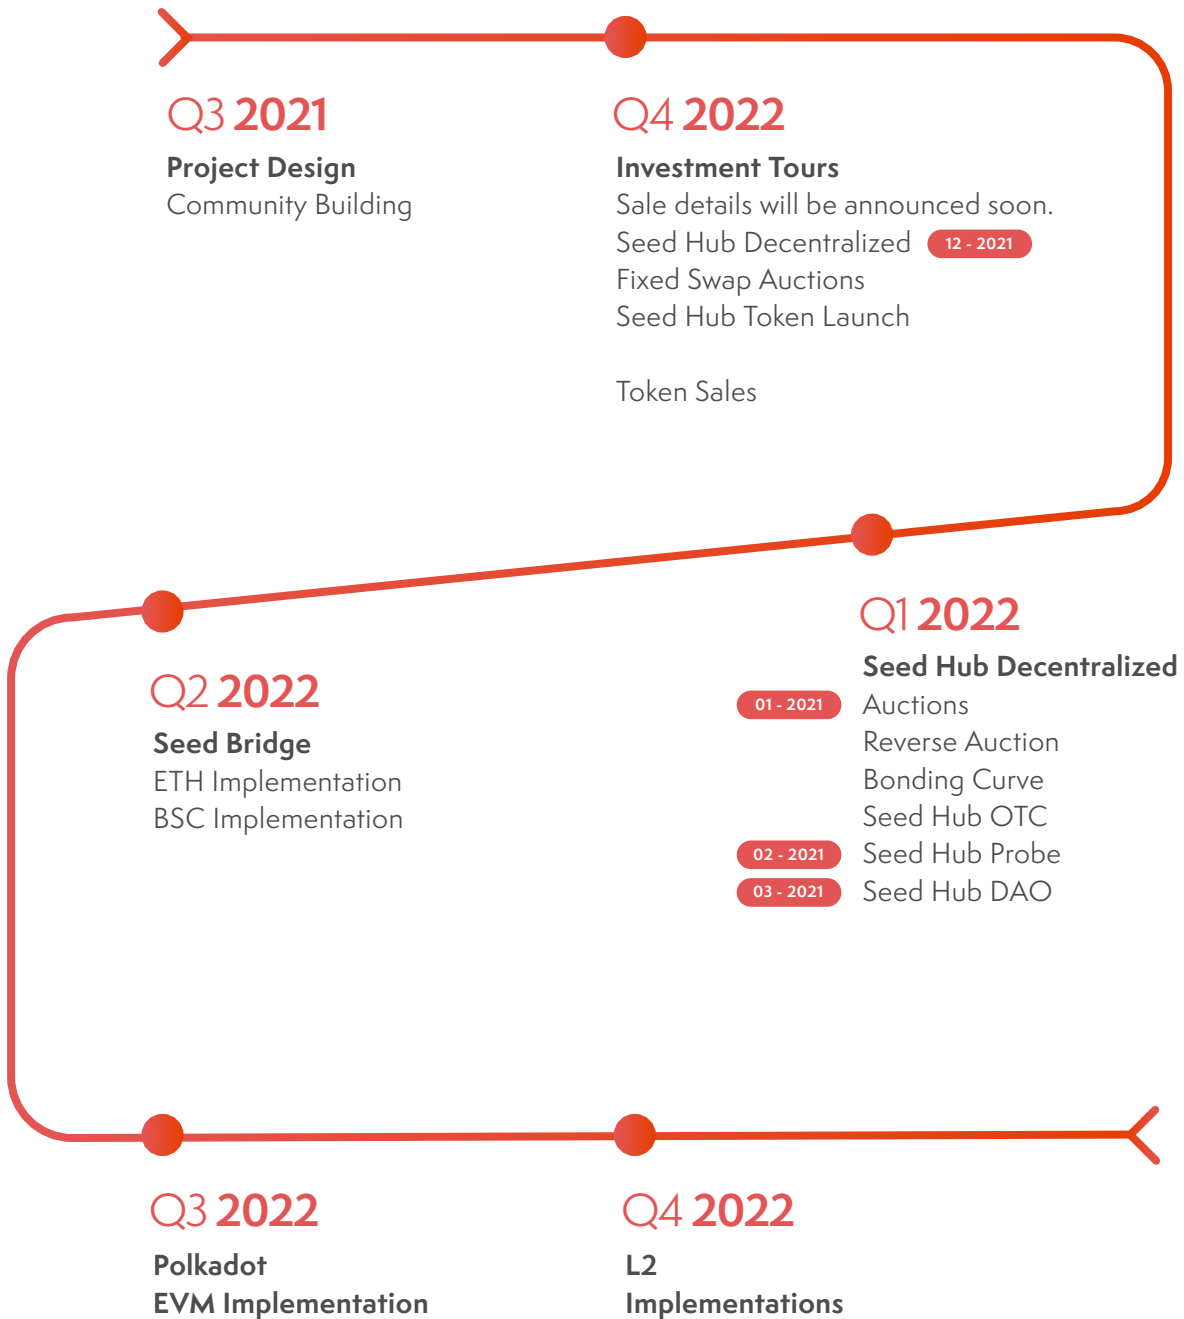 Q3 2021
Project Design
Community Building
Q4 2022
Investment Tours
Sale details will be announced soon.
Seed Hub Decentralized 12 - 2021
Fixed Swap Auctions
Seed Hub Token Launch
Token Sales
Q1 2022
Seed Hub Decentralized
01 - 2021 Auctions
Reverse Auction
Bonding Curve
Seed Hub OTC
02 - 2021 Seed Hub Probe
03 - 2021 Seed Hub DAO
Q2 2022
Seed Bridge
ETH Implementation
BSC Implementation
Q3 2022
Polkadot
EVM Implementation
Q4 2022
L2
Implementations